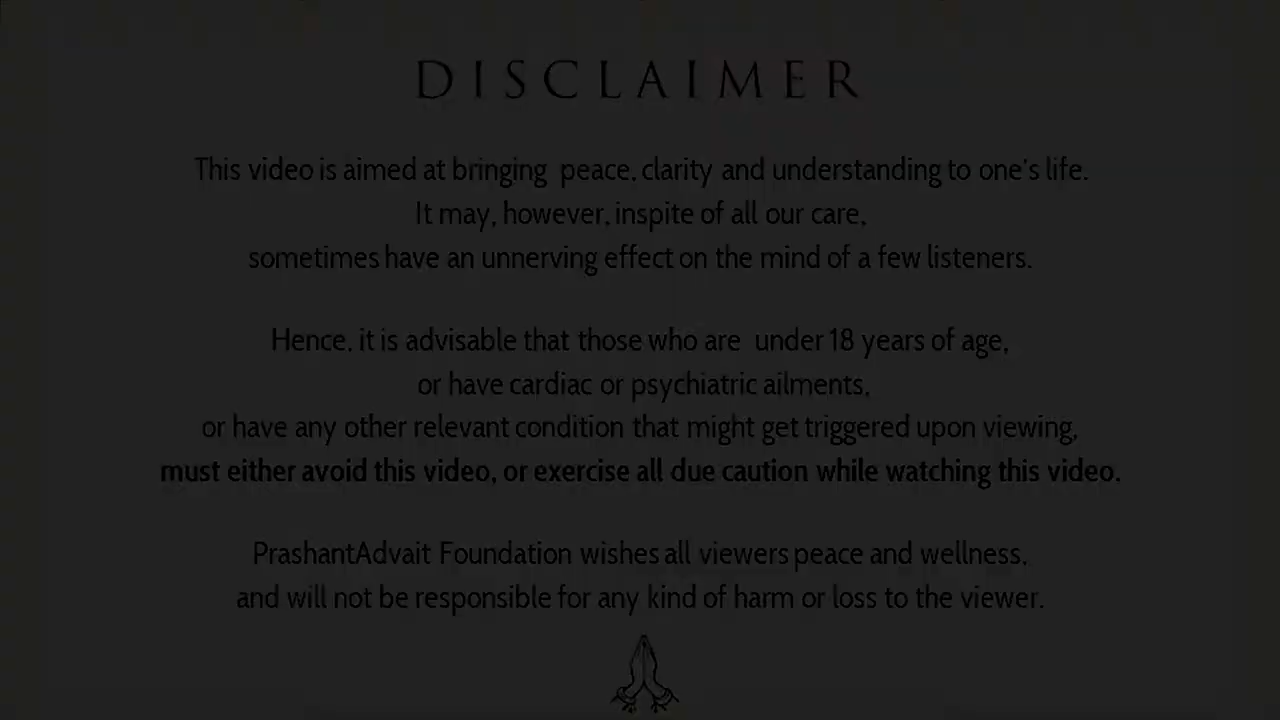 DISCLAIMER
This video is aimed at bringing peace, clarity and understanding to one's life.
It may, however, inspite of all our care,
sometimes have an unnerving effect on the mind of a few listeners.
Hence, it is advisable that those who are under 18 years of age,
or have cardiac or psychiatric ailments,
or have any other relevant condition that might get triggered upon viewing,
must either avoid this video, or exercise all due caution while watching this video.
PrashantAdvait Foundation wishes all viewers peace and wellness,
and will not be responsible for any kind of harm or loss to the viewer.